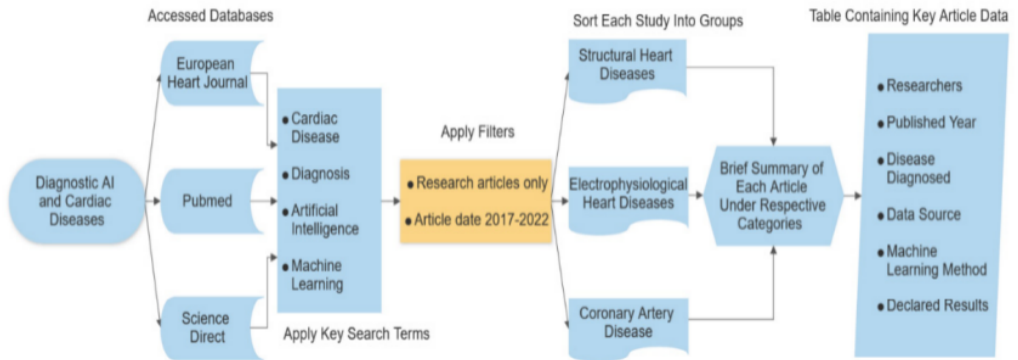 Accessed Databases
Sort Each Study Into Groups
Table Containing Key Article Data
Diagnostic AI
and Cardiac
Diseases
European
Heart Journal
Pubmed
Science
Direct
● Cardiac
Disease
● Diagnosis
● Artificial
Intelligence
● Machine
Learning
Apply Key Search Terms
Apply Filters
● Research articles only
● Article date 2017-2022
Structural Heart
Diseases
Electrophysiological
Heart Diseases
Coronary Artery
Disease
Brief Summary of
Each Article
Under Respective
Categories
● Researchers
● Published Year
● Disease
Diagnosed
● Data Source
● Machine
Learning Method
● Declared Results